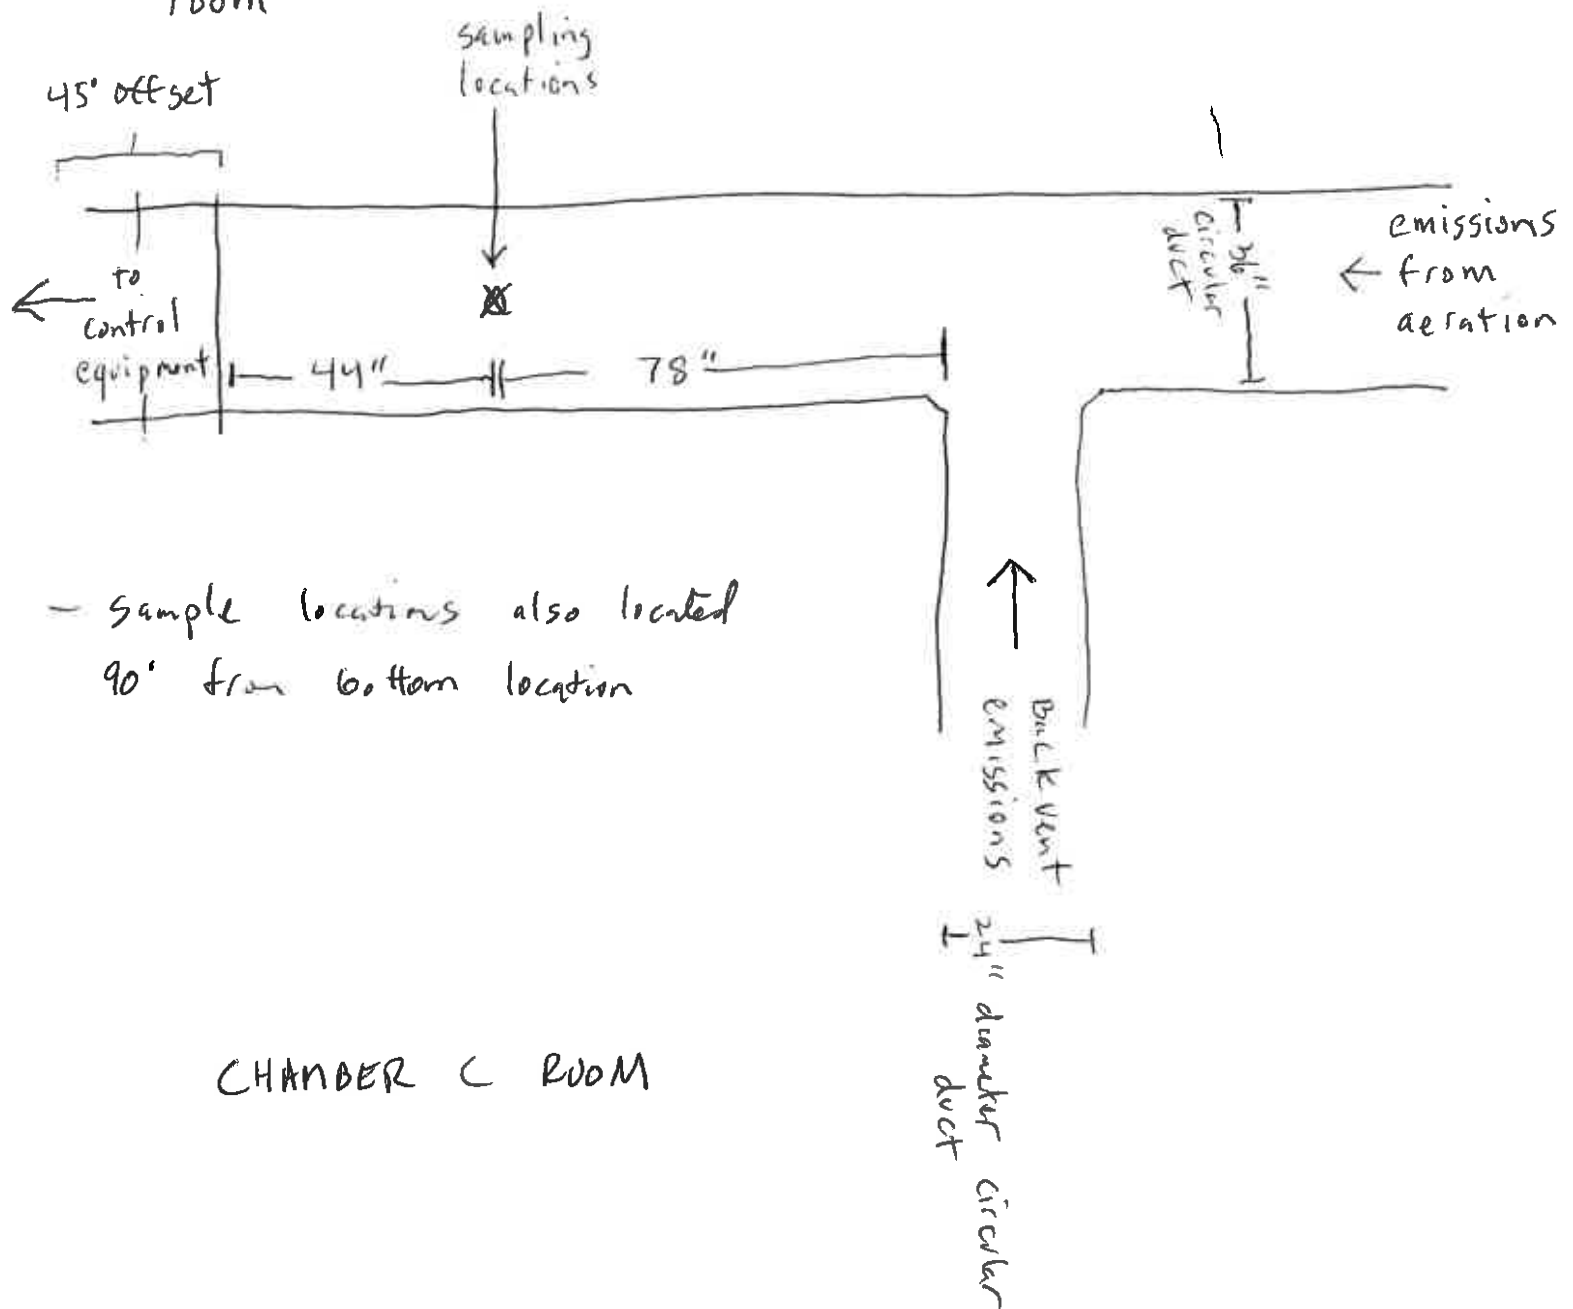 room
sampling
locations
45° offset
36"
circular
duct
emissions
← from
aeration
to
control
equipment
44"
78"
- sample locations also located
90° from bottom location
Back vent
emissions
24" diameter circular
duct
CHAMBER C ROOM